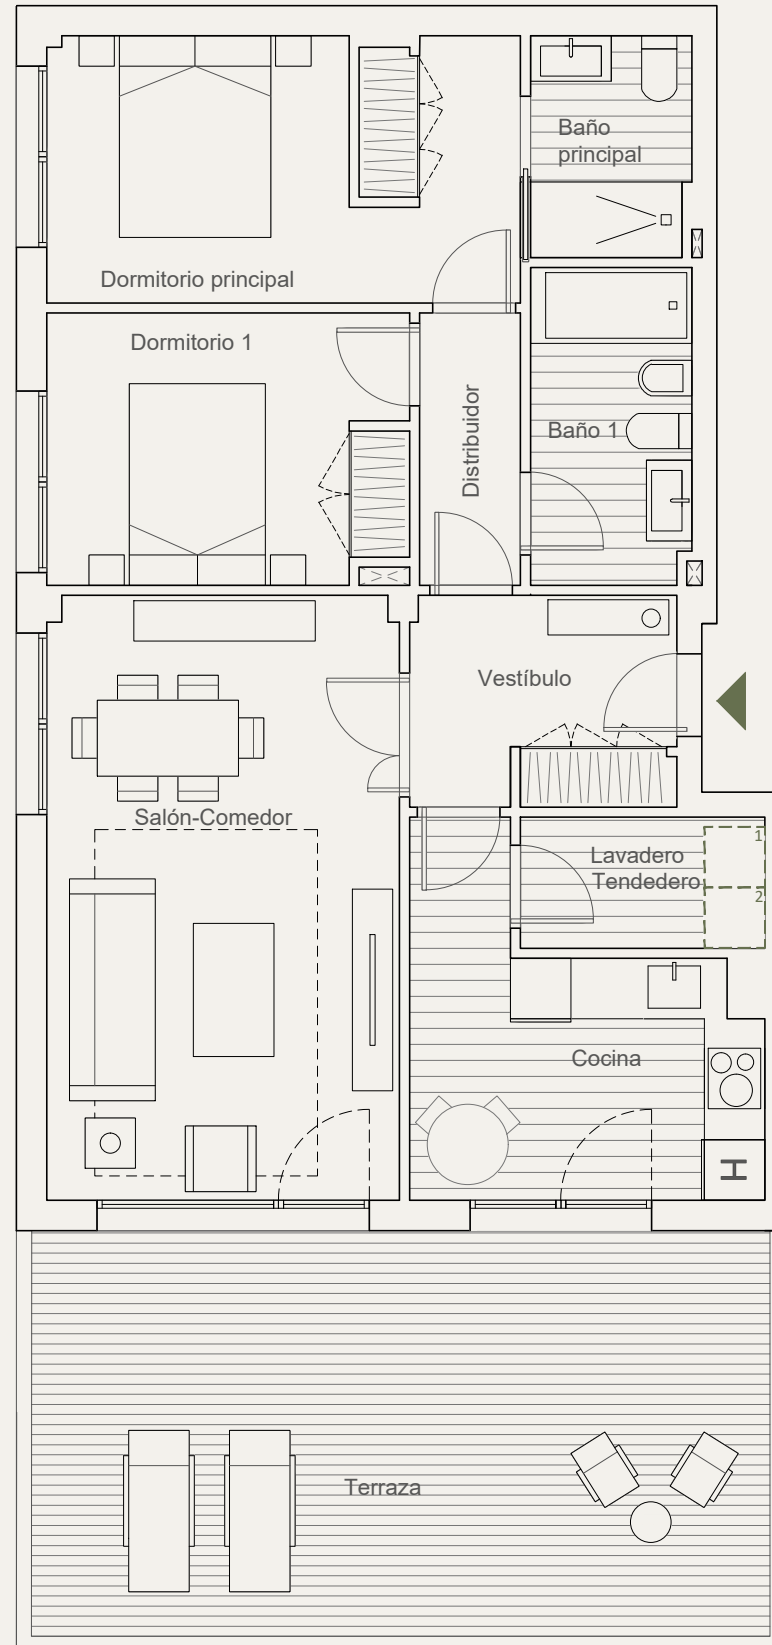 Baño
principal
Dormitorio principal
Dormitorio 1
Distribuidor
Baño 1
Vestíbulo
Salón-Comedor
Lavadero
Tendedero
1
2
Cocina
H
Terraza